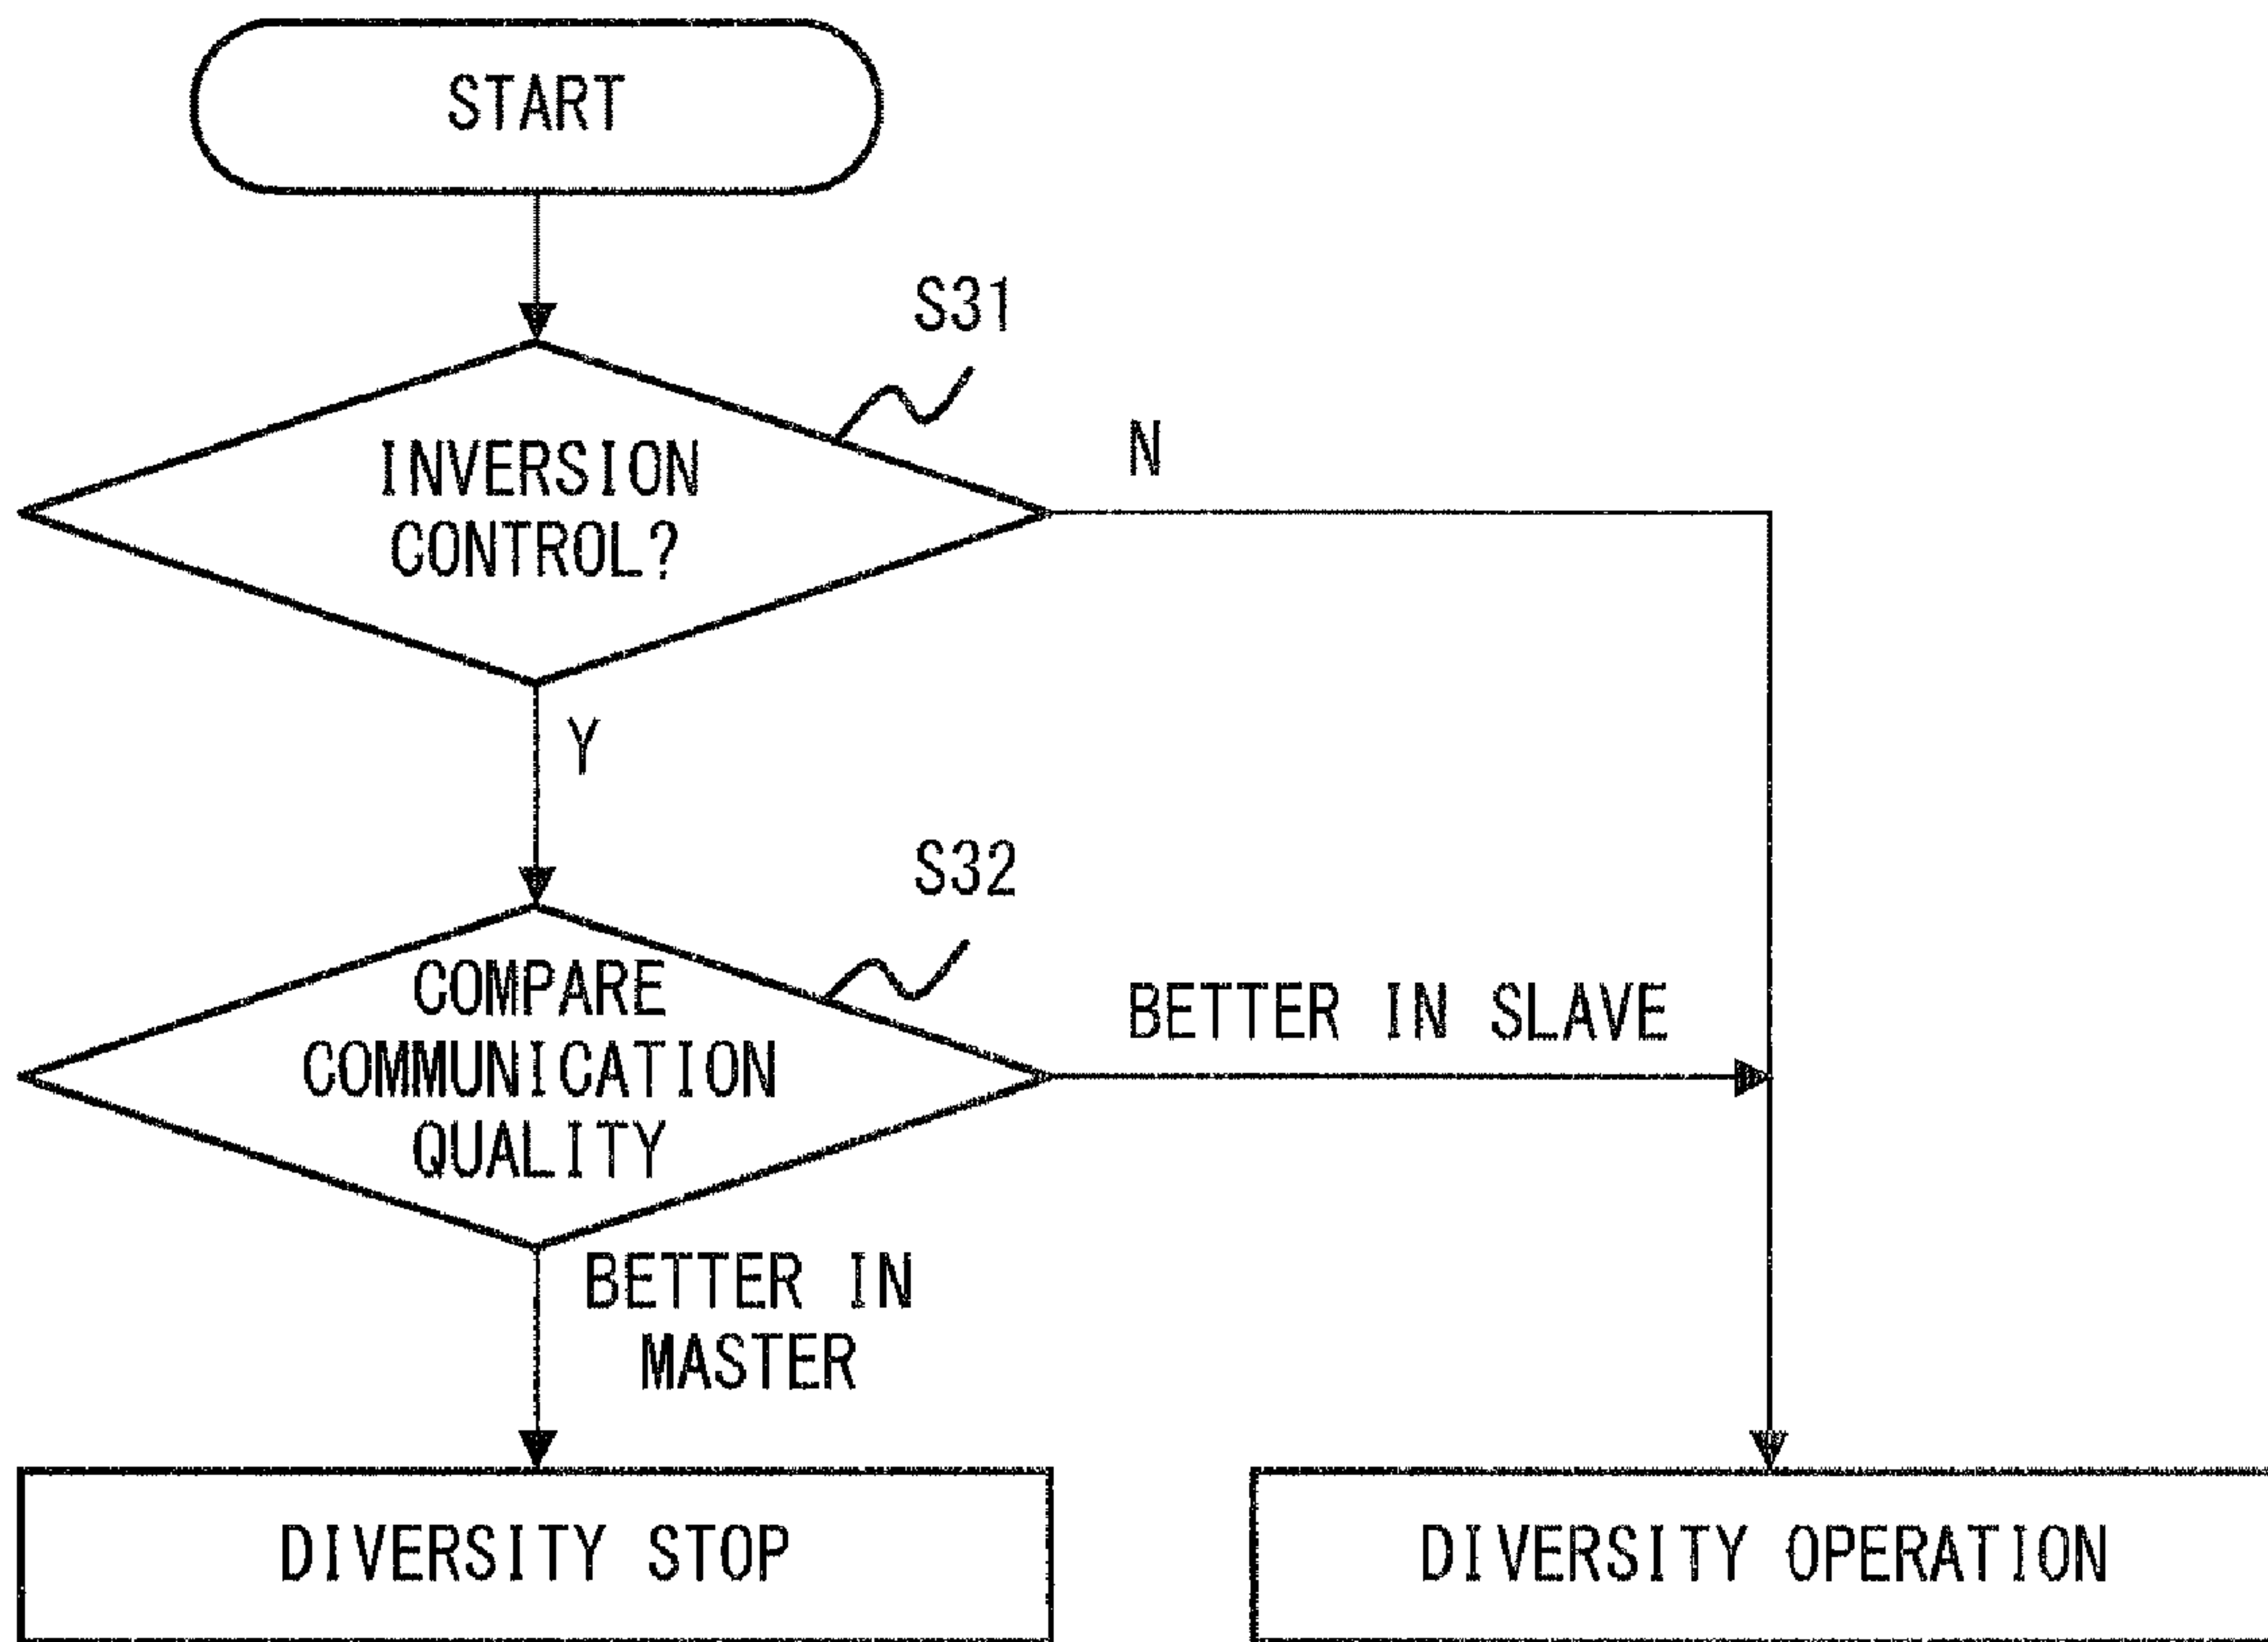 START
S31
INVERSION
CONTROL?
N
Y
S32
COMPARE
COMMUNICATION
QUALITY
BETTER IN SLAVE
BETTER IN
MASTER
DIVERSITY STOP
DIVERSITY OPERATION